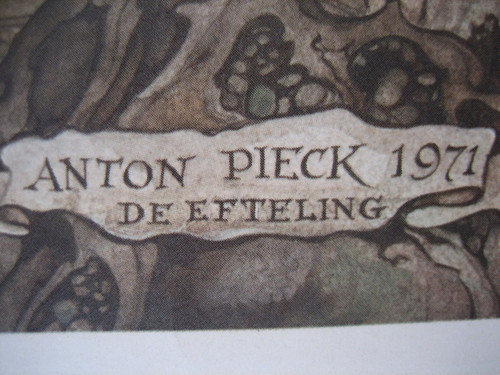 ANTON PIECK 1971
DE EFTELING